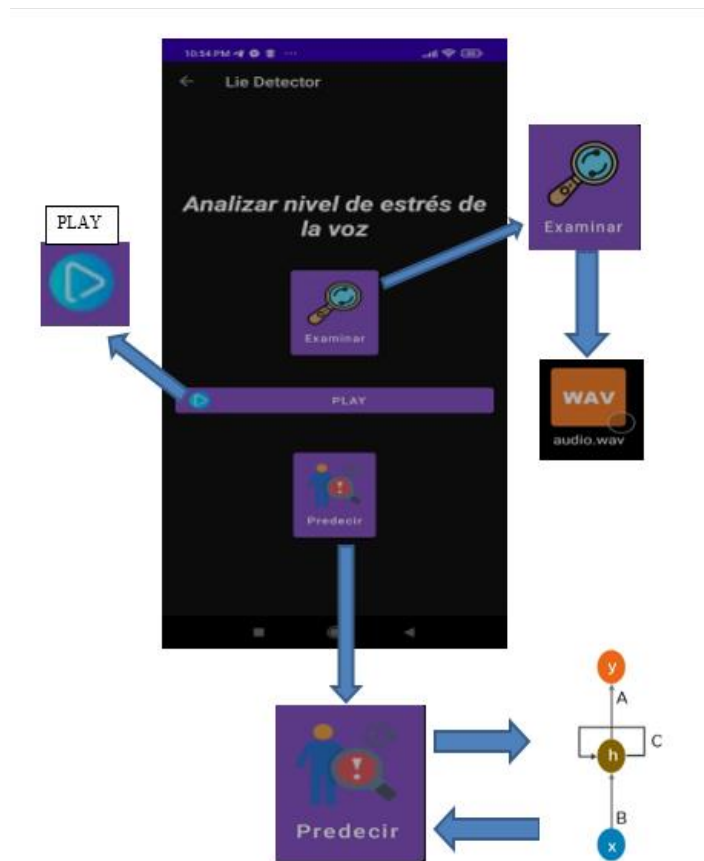 10:54 PM
Lie Detector
Analizar nivel de estrés de
la voz
Examinar
PLAY
Predecir
PLAY
Examinar
WAV
audio.wav
Predecir
y
A
h
C
B
x